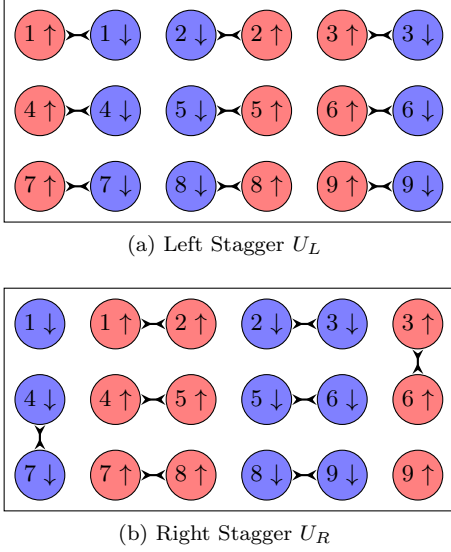 1 ↑ 1 ↓ 2 ↓ 2 ↑ 3 ↑ 3 ↓
4 ↑ 4 ↓ 5 ↓ 5 ↑ 6 ↑ 6 ↓
7 ↑ 7 ↓ 8 ↓ 8 ↑ 9 ↑ 9 ↓
(a) Left Stagger U_L
1 ↓ 1 ↑ 2 ↑ 2 ↓ 3 ↓ 3 ↑
4 ↓ 4 ↑ 5 ↑ 5 ↓ 6 ↓ 6 ↑
7 ↓ 7 ↑ 8 ↑ 8 ↓ 9 ↓ 9 ↑
(b) Right Stagger U_R